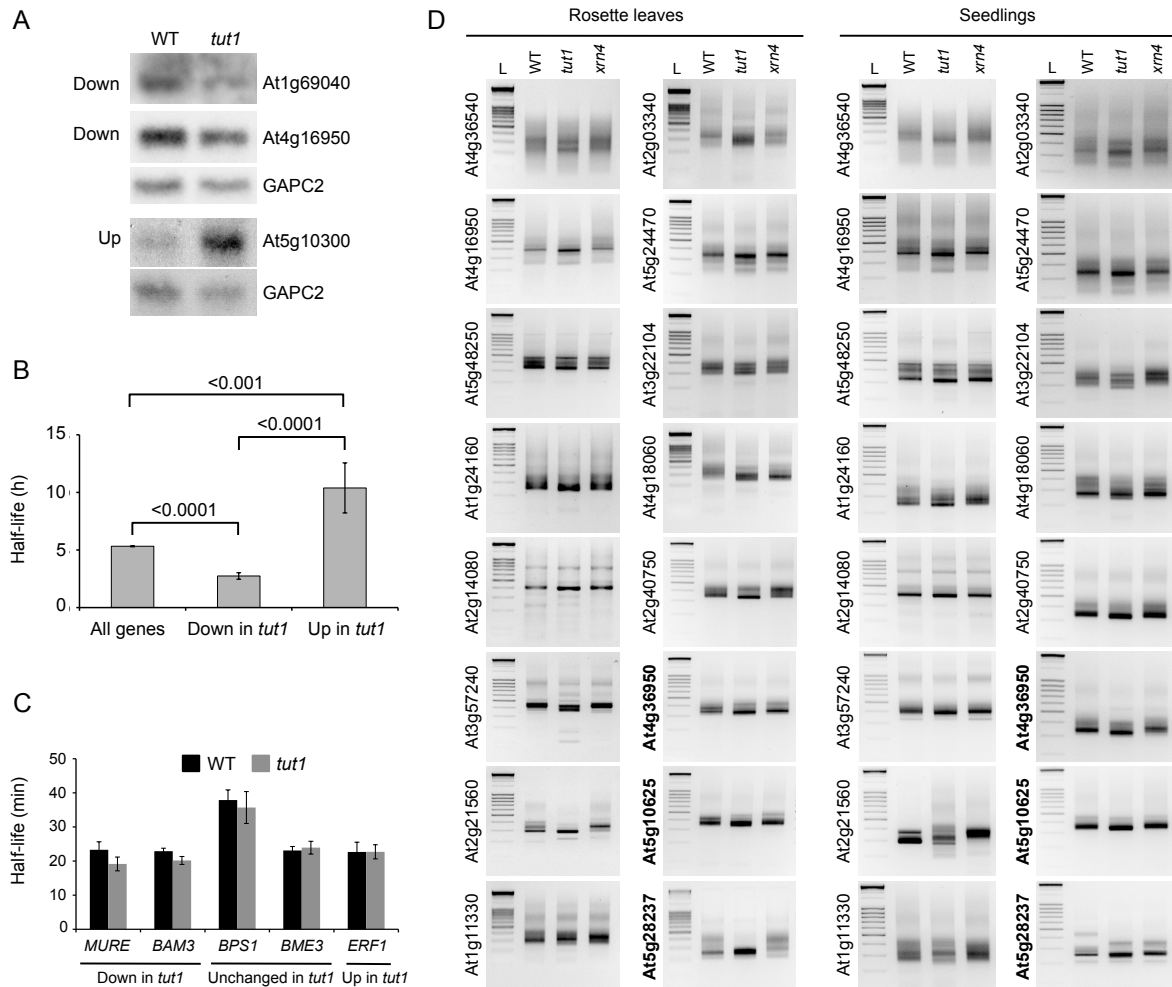 A
WT tut1
Down At1g69040
Down At4g16950
GAPC2
Up At5g10300
GAPC2
B
Half-life (h)
15
10
5
0
<0.001
<0.0001
<0.0001
All genes Down in tut1 Up in tut1
C
Half-life (min)
50
40
30
20
10
0
WT tut1
MURE BAM3 BPS1 BME3 ERF1
Down in tut1 Unchanged in tut1 Up in tut1
D
Rosette leaves Seedlings
L WT tut1 xrn4 L WT tut1 xrn4 L WT tut1 xrn4 L WT tut1 xrn4
At4g36540 At2g03340 At4g36540 At2g03340
At4g16950 At5g24470 At4g16950 At5g24470
At5g48250 At3g22104 At5g48250 At3g22104
At1g24160 At4g18060 At1g24160 At4g18060
At2g14080 At2g40750 At2g14080 At2g40750
At3g57240 At4g36950 At3g57240 At4g36950
At2g21560 At5g10625 At2g21560 At5g10625
At1g11330 At5g28237 At1g11330 At5g28237